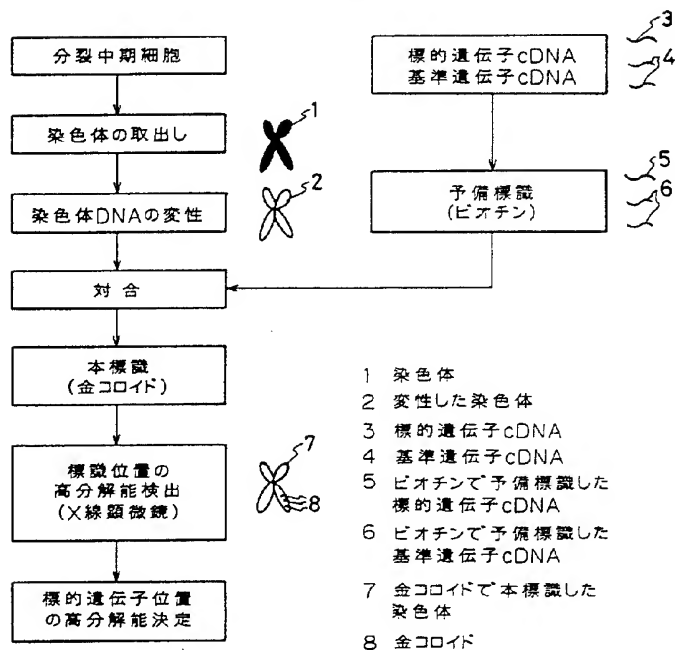 分裂中期細胞
染色体の取出し
1
染色体DNAの変性
2
対合
本標識
(金コロイド)
標識位置の
高分解能検出
(X線顕微鏡)
7
8
標的遺伝子位置
の高分解能決定
標的遺伝子cDNA
基準遺伝子cDNA
3
4
予備標識
(ビオチン)
5
6
1 染色体
2 変性した染色体
3 標的遺伝子cDNA
4 基準遺伝子cDNA
5 ビオチンで予備標識した
標的遺伝子cDNA
6 ビオチンで予備標識した
基準遺伝子cDNA
7 金コロイドで本標識した
染色体
8 金コロイド